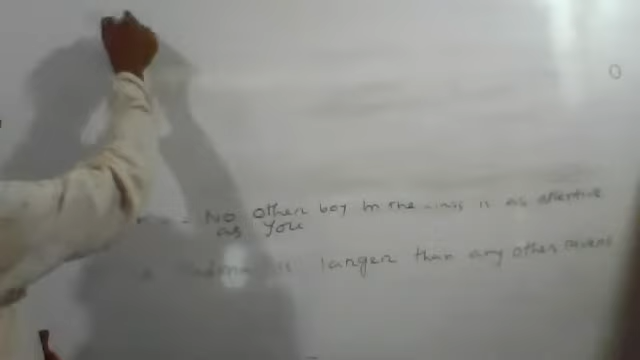 No other boy in the class is as attentive
as you
is larger than any other